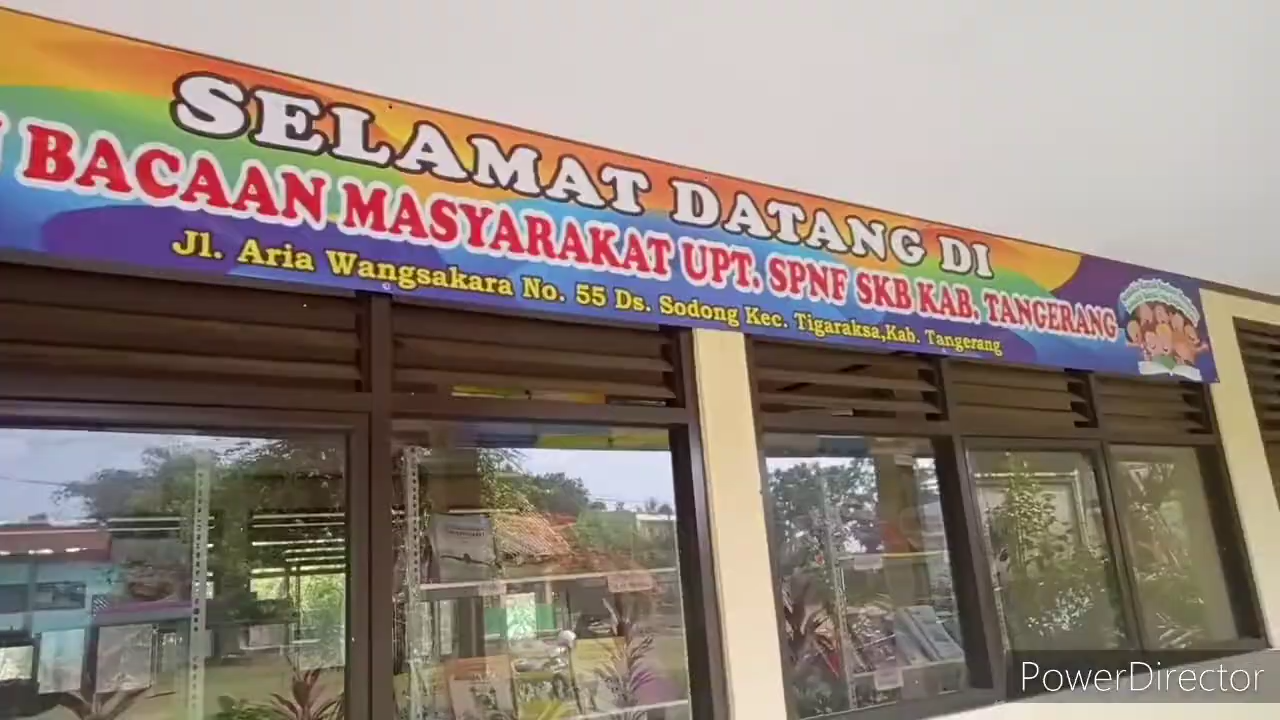 SELAMAT DATANG DI
BACAAN MASYARAKAT UPT. SPNF SKB KAB. TANGERANG
Jl. Aria Wangsakara No. 55 Ds. Sodong Kec. Tigaraksa,Kab. Tangerang
PowerDirector